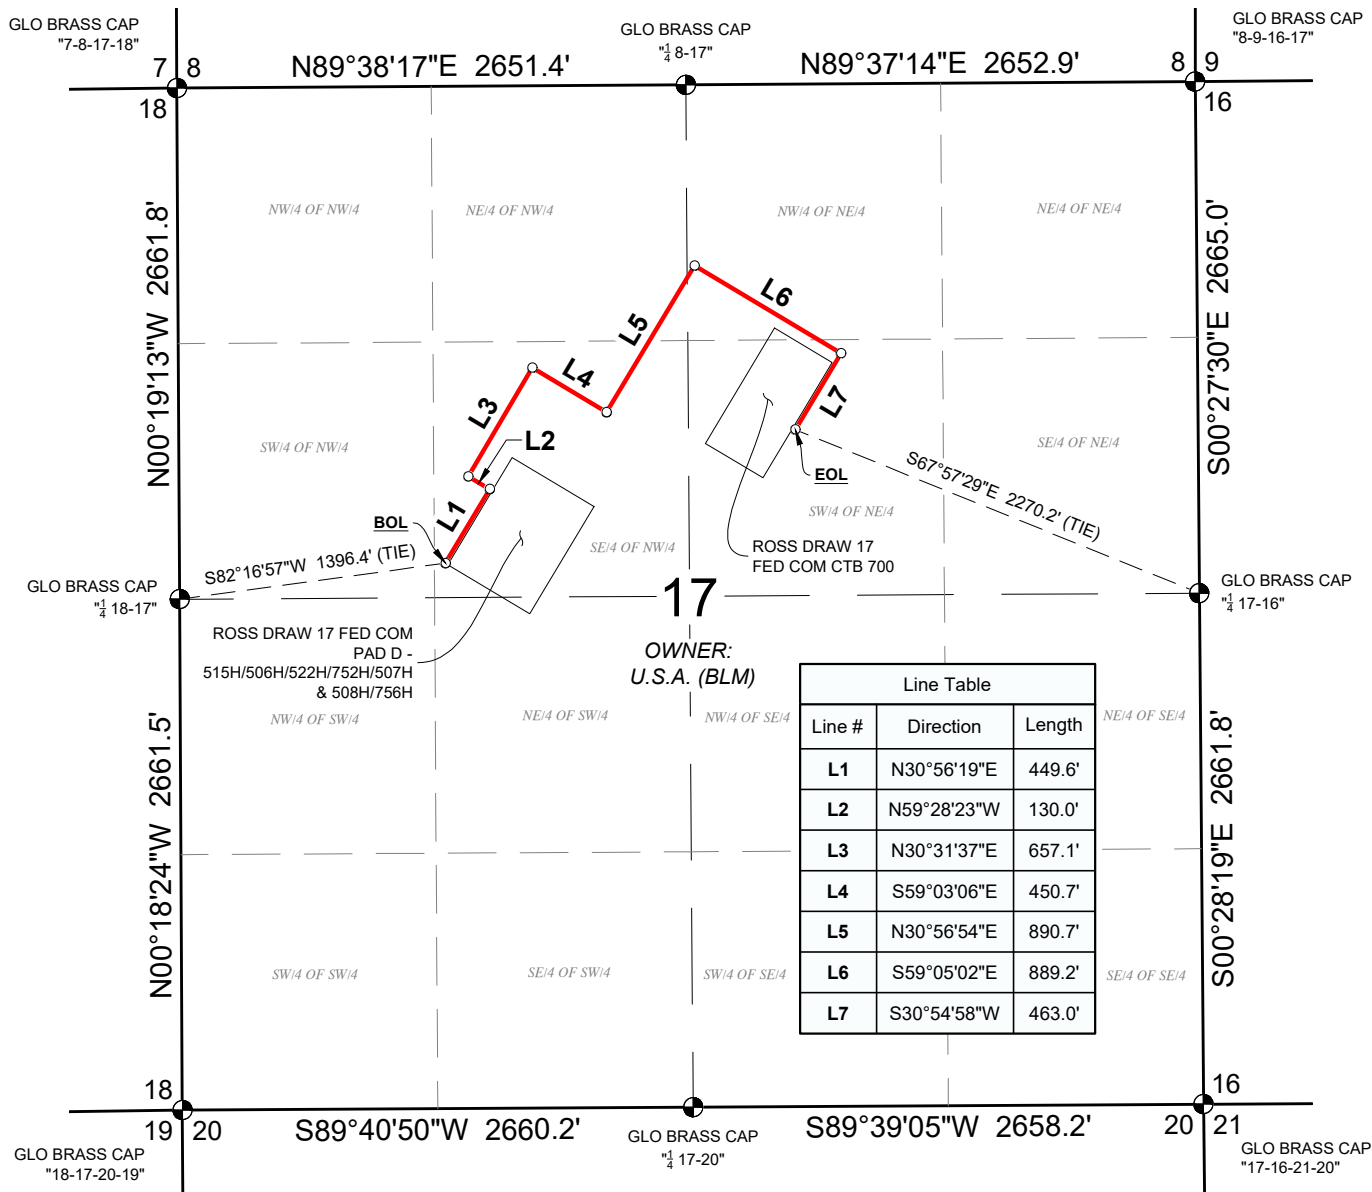 GLO BRASS CAP
"7-8-17-18"
GLO BRASS CAP
"1/4 8-17"
GLO BRASS CAP
"8-9-16-17"
7 8
18
N89°38'17"E 2651.4'
N89°37'14"E 2652.9'
8 9
16
NW/4 OF NW/4
NE/4 OF NW/4
NW/4 OF NE/4
NE/4 OF NE/4
N00°19'13"W 2661.8'
S00°27'30"E 2665.0'
L6
L5
L4
L3
L7
L2
SW/4 OF NW/4
SE/4 OF NE/4
EOL
S67°57'29"E 2270.2' (TIE)
L1
BOL
SW/4 OF NE/4
SE/4 OF NW/4
ROSS DRAW 17
FED COM CTB 700
S82°16'57"W 1396.4' (TIE)
GLO BRASS CAP
"1/4 18-17"
17
GLO BRASS CAP
"1/4 17-16"
ROSS DRAW 17 FED COM
PAD D -
515H/506H/522H/752H/507H
& 508H/756H
OWNER:
U.S.A. (BLM)
NW/4 OF SW/4
NE/4 OF SW/4
NW/4 OF SE/4
NE/4 OF SE/4
Line Table
Line # Direction Length
L1 N30°56'19"E 449.6'
L2 N59°28'23"W 130.0'
L3 N30°31'37"E 657.1'
L4 S59°03'06"E 450.7'
L5 N30°56'54"E 890.7'
L6 S59°05'02"E 889.2'
L7 S30°54'58"W 463.0'
N00°18'24"W 2661.5'
S00°28'19"E 2661.8'
SW/4 OF SW/4
SE/4 OF SW/4
SW/4 OF SE/4
SE/4 OF SE/4
18
19 20
S89°40'50"W 2660.2'
S89°39'05"W 2658.2'
16
20 21
GLO BRASS CAP
"18-17-20-19"
GLO BRASS CAP
"1/4 17-20"
GLO BRASS CAP
"17-16-21-20"